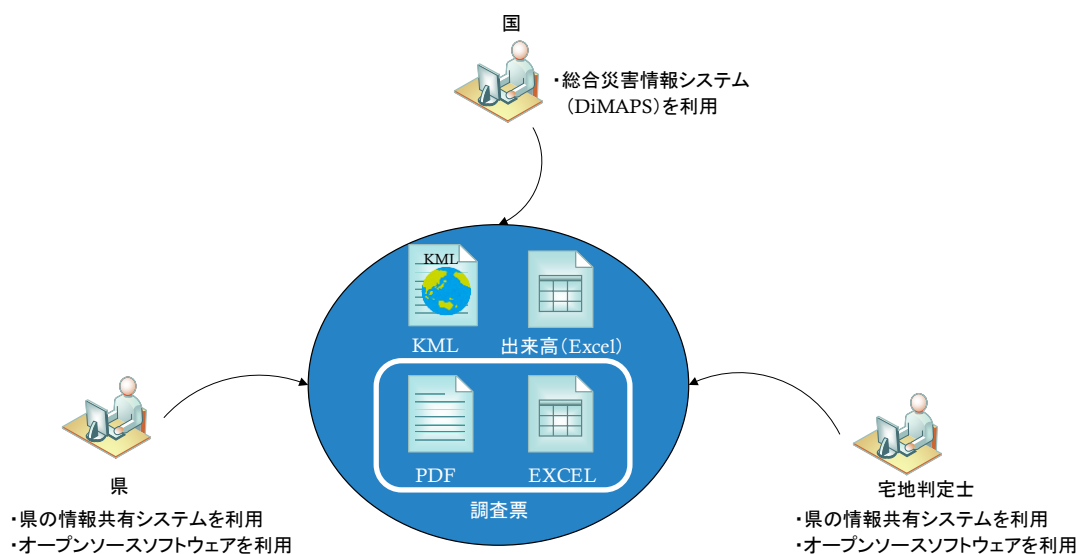 国
・総合災害情報システム
(DiMAPS)を利用
KML
KML
出来高(Excel)
PDF
EXCEL
調査票
県
・県の情報共有システムを利用
・オープンソースソフトウェアを利用
宅地判定士
・県の情報共有システムを利用
・オープンソースソフトウェアを利用